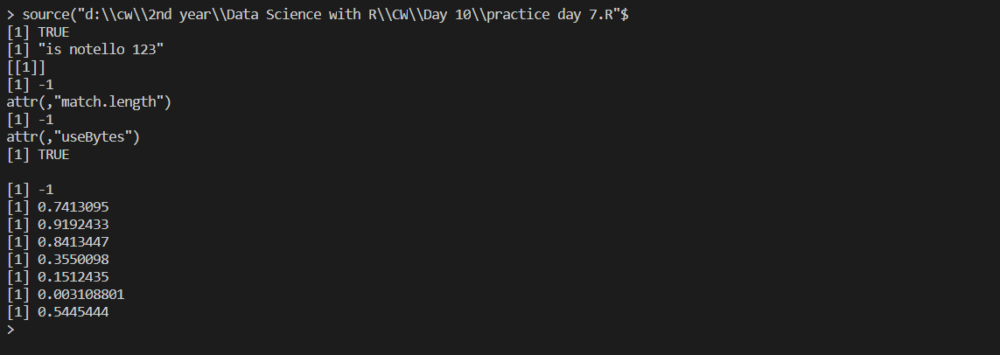 > source("d:\\cw\\2nd year\\Data Science with R\\CW\\Day 10\\practice day 7.R"$
[1] TRUE
[1] "is notello 123"
[[1]]
[1] -1
attr(,"match.length")
[1] -1
attr(,"useBytes")
[1] TRUE

[1] -1
[1] 0.7413095
[1] 0.9192433
[1] 0.8413447
[1] 0.3550098
[1] 0.1512435
[1] 0.003108801
[1] 0.5445444
>